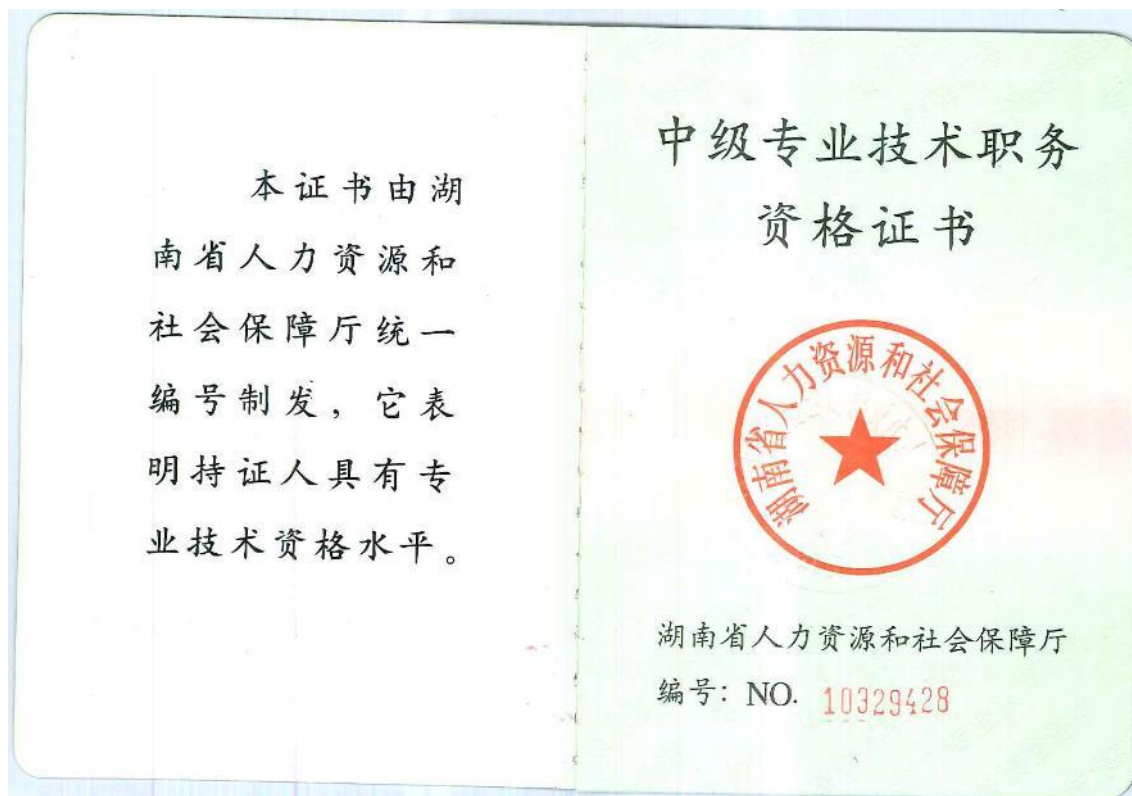 本证书由湖
南省人力资源和
社会保障厅统一
编号制发，它表
明持证人具有专
业技术资格水平。
中级专业技术职务
资格证书
湖南省人力资源和社会保障厅
湖南省人力资源和社会保障厅
编号：NO. 10329428